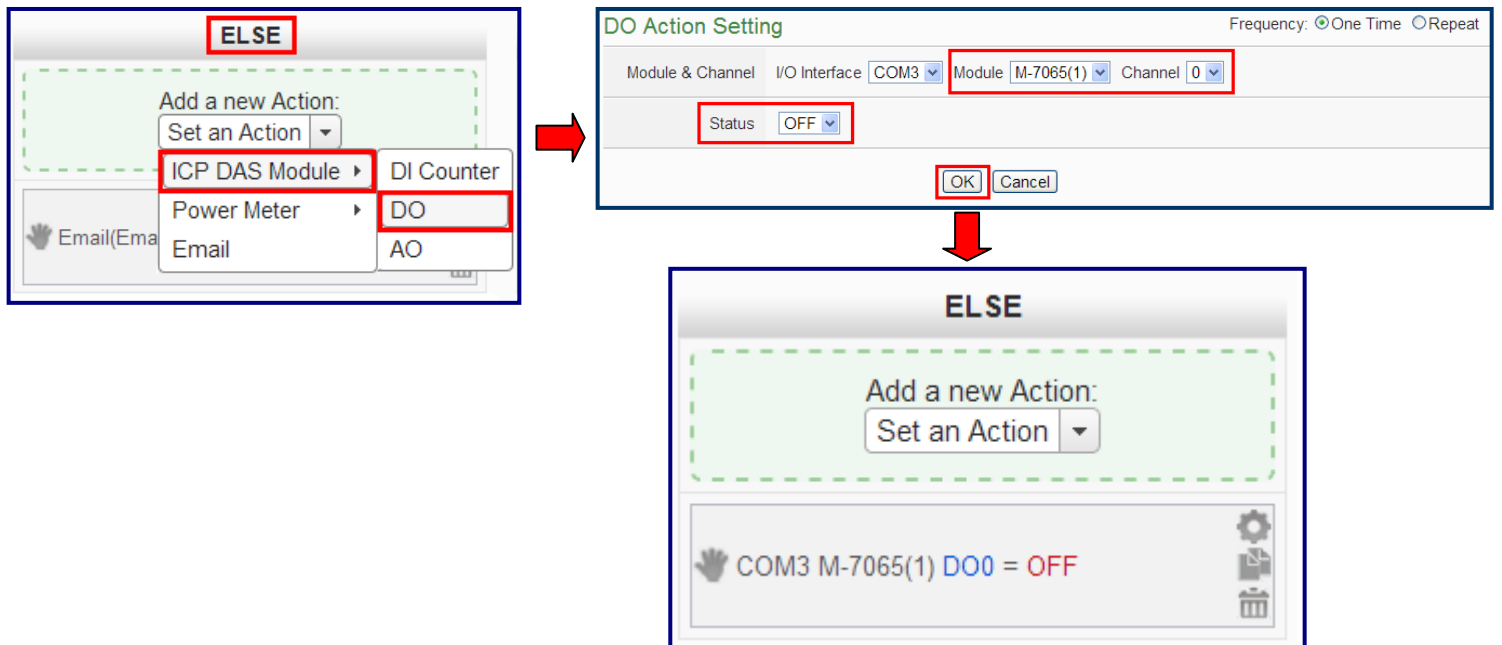 ELSE
Add a new Action:
Set an Action
ICP DAS Module
DI Counter
Power Meter
DO
Email(Ema
Email
AO
DO Action Setting
Frequency: One Time Repeat
Module & Channel I/O Interface COM3 Module M-7065(1) Channel 0
Status OFF
OK Cancel
ELSE
Add a new Action:
Set an Action
COM3 M-7065(1) DO0 = OFF